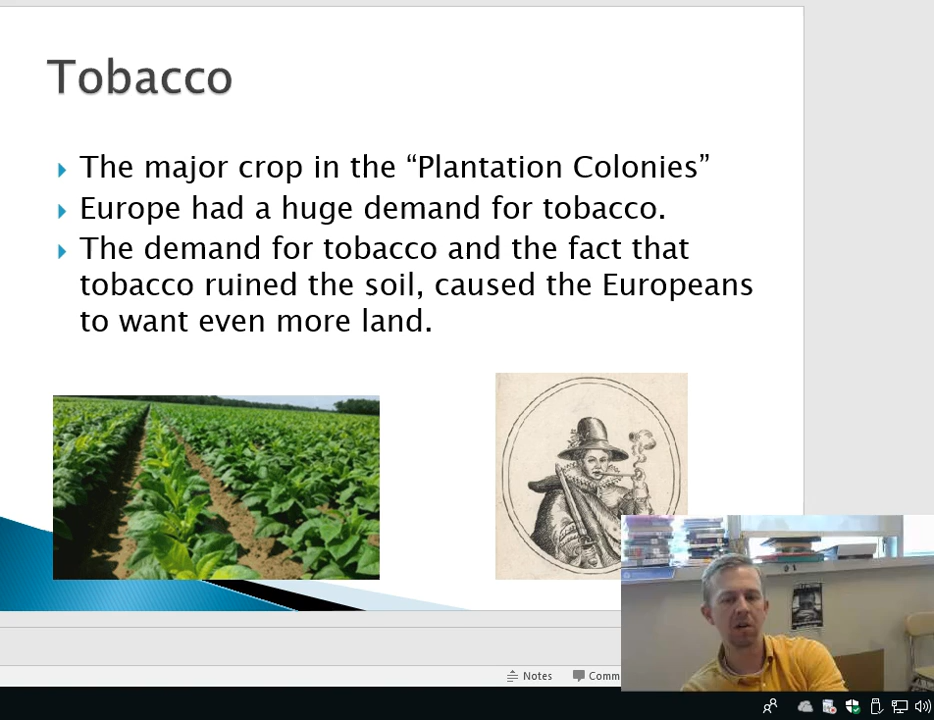 Tobacco
The major crop in the “Plantation Colonies”
Europe had a huge demand for tobacco.
The demand for tobacco and the fact that
tobacco ruined the soil, caused the Europeans
to want even more land.
Notes
Comm